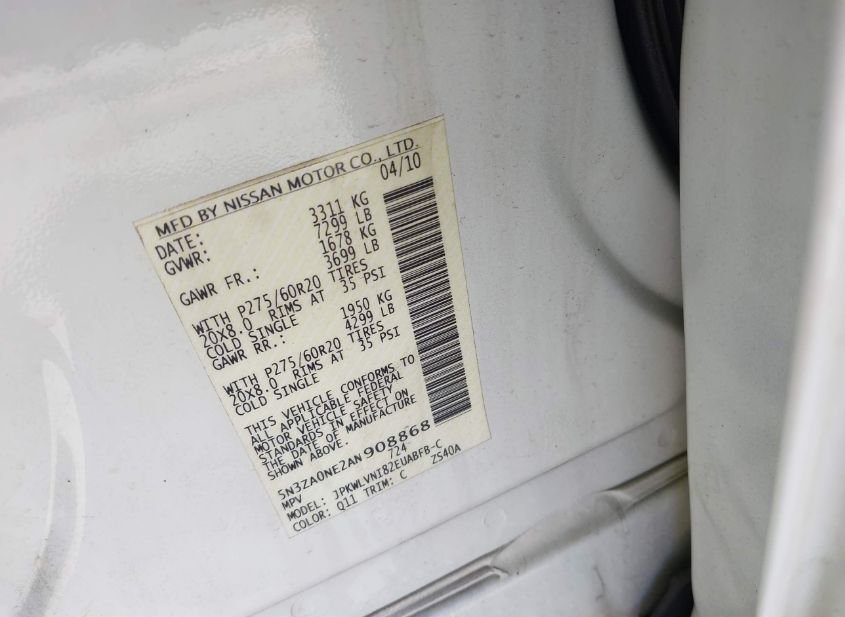 MFD BY NISSAN MOTOR CO., LTD.
DATE: 04/10
GVWR: 3311 KG
7299 LB
GAWR FR.: 1678 KG
3699 LB
WITH P275/60R20 TIRES
20X8.0 RIMS AT 35 PSI
COLD SINGLE
GAWR RR.: 1950 KG
4299 LB
WITH P275/60R20 TIRES
20X8.0 RIMS AT 35 PSI
COLD SINGLE
THIS VEHICLE CONFORMS TO
ALL APPLICABLE FEDERAL
MOTOR VEHICLE SAFETY
STANDARDS IN EFFECT ON
THE DATE OF MANUFACTURE
SHOWN ABOVE.
5N3ZA0NE2AN908868
MPV /24
MODEL: JPKWLVNI82EUABFB-C
COLOR: Q11 TRIM: C ZS40A